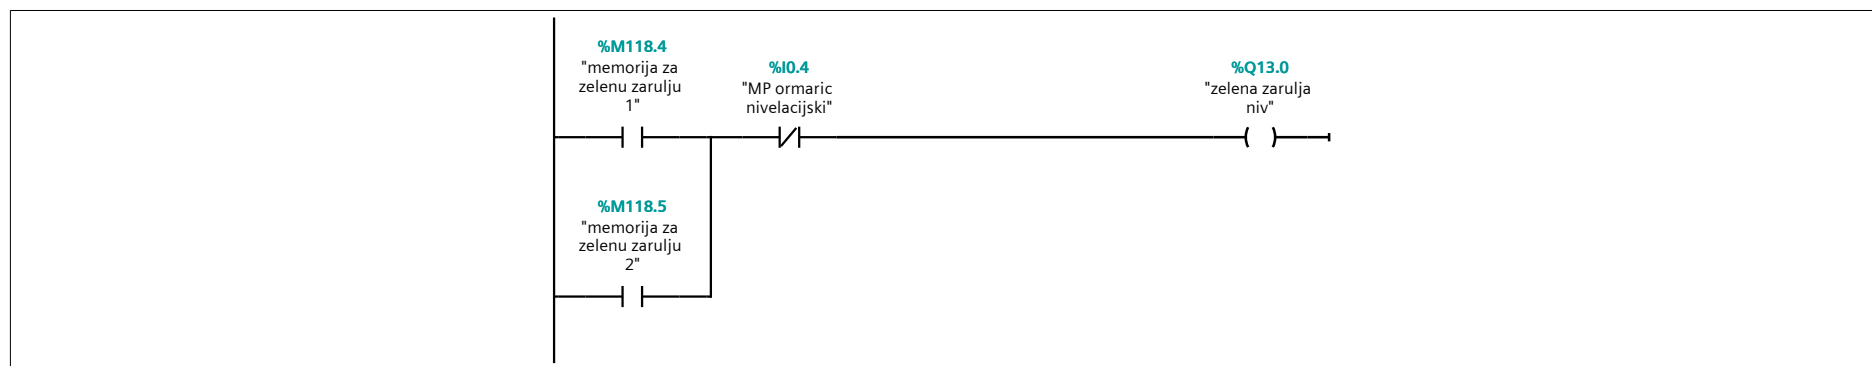 %M118.4
"memorija za
zelenu zarulju
1"
%I0.4
"MP ormaric
nivelacijski"
%Q13.0
"zelena zarulja
niv"
%M118.5
"memorija za
zelenu zarulju
2"